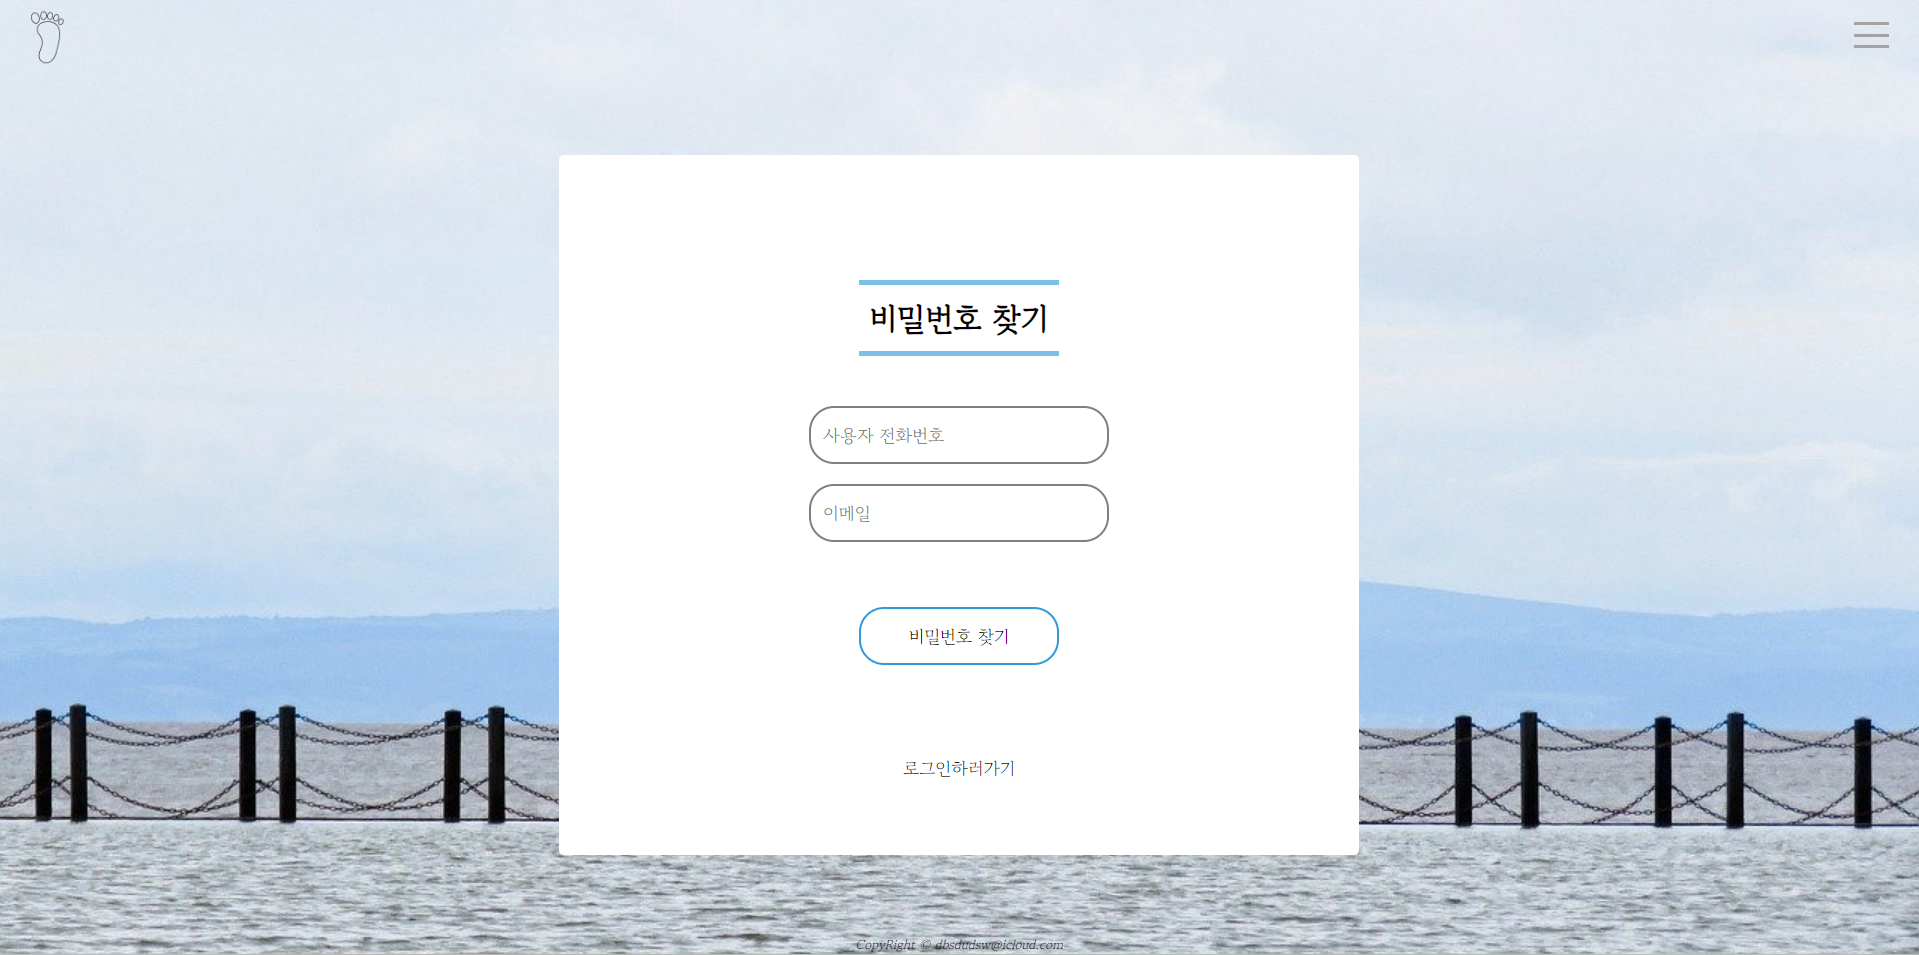 비밀번호 찾기
사용자 전화번호
이메일
비밀번호 찾기
로그인하러가기
CopyRight © dbsdudsw@icloud.com